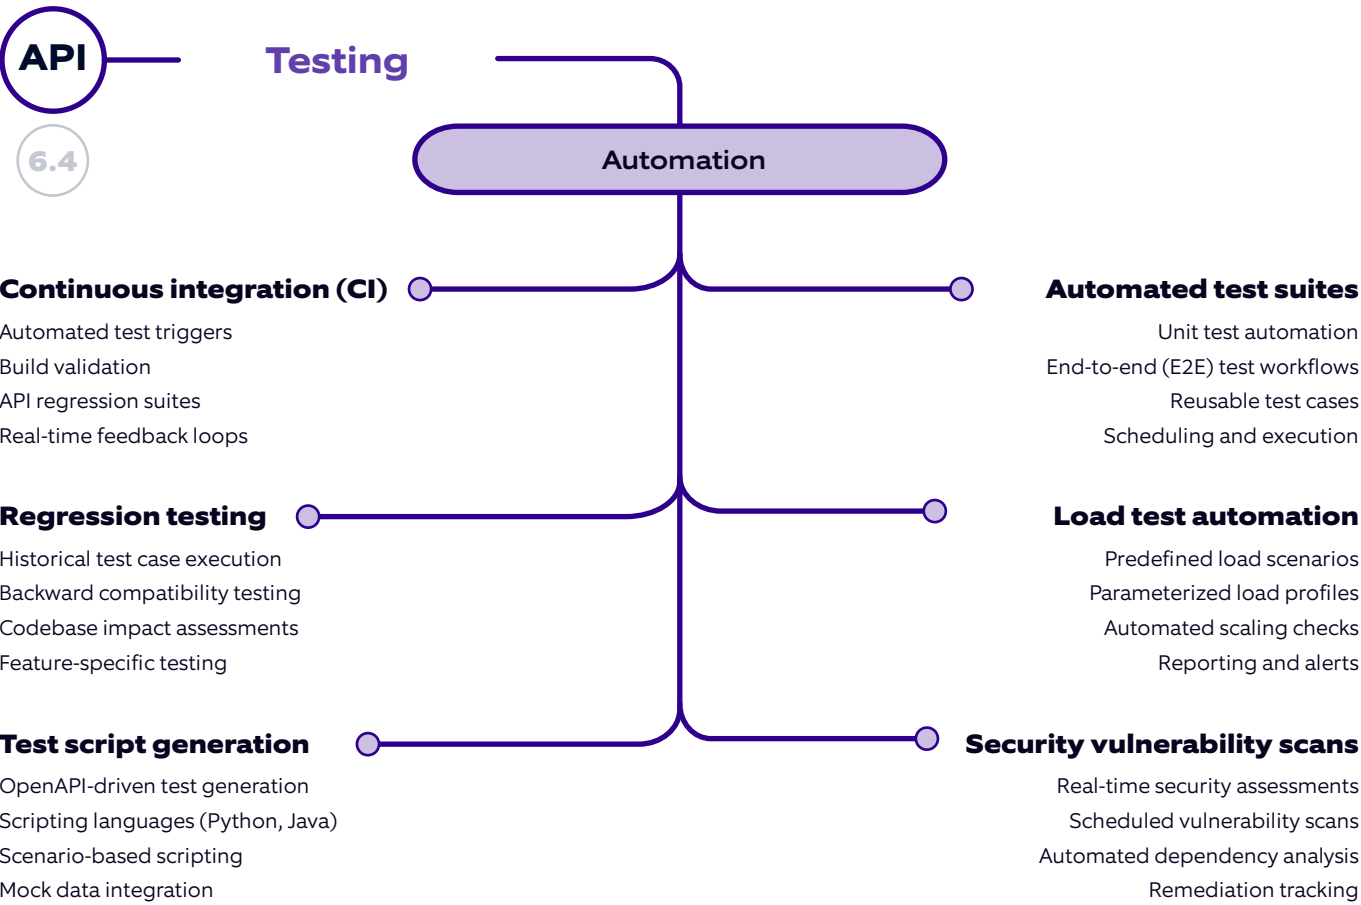 API
Testing
6.4
Automation
Continuous integration (CI)
Automated test triggers
Build validation
API regression suites
Real-time feedback loops
Automated test suites
Unit test automation
End-to-end (E2E) test workflows
Reusable test cases
Scheduling and execution
Regression testing
Historical test case execution
Backward compatibility testing
Codebase impact assessments
Feature-specific testing
Load test automation
Predefined load scenarios
Parameterized load profiles
Automated scaling checks
Reporting and alerts
Test script generation
OpenAPI-driven test generation
Scripting languages (Python, Java)
Scenario-based scripting
Mock data integration
Security vulnerability scans
Real-time security assessments
Scheduled vulnerability scans
Automated dependency analysis
Remediation tracking